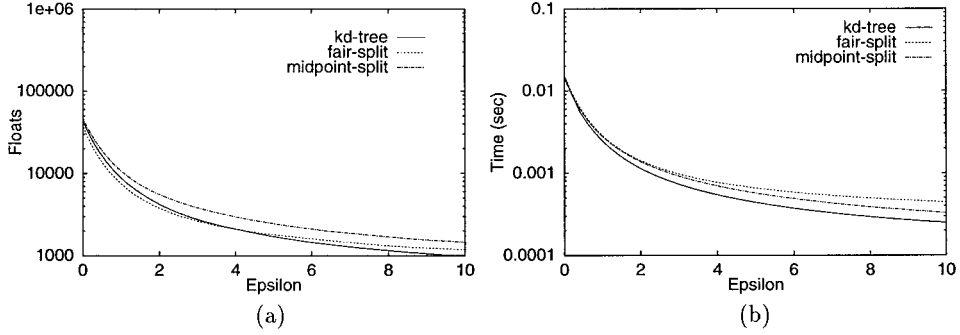 1e+06
100000
10000
1000
Floats
kd-tree
fair-split
midpoint-split
0 2 4 6 8 10
Epsilon
(a)
0.1
0.01
0.001
0.0001
Time (sec)
kd-tree
fair-split
midpoint-split
0 2 4 6 8 10
Epsilon
(b)